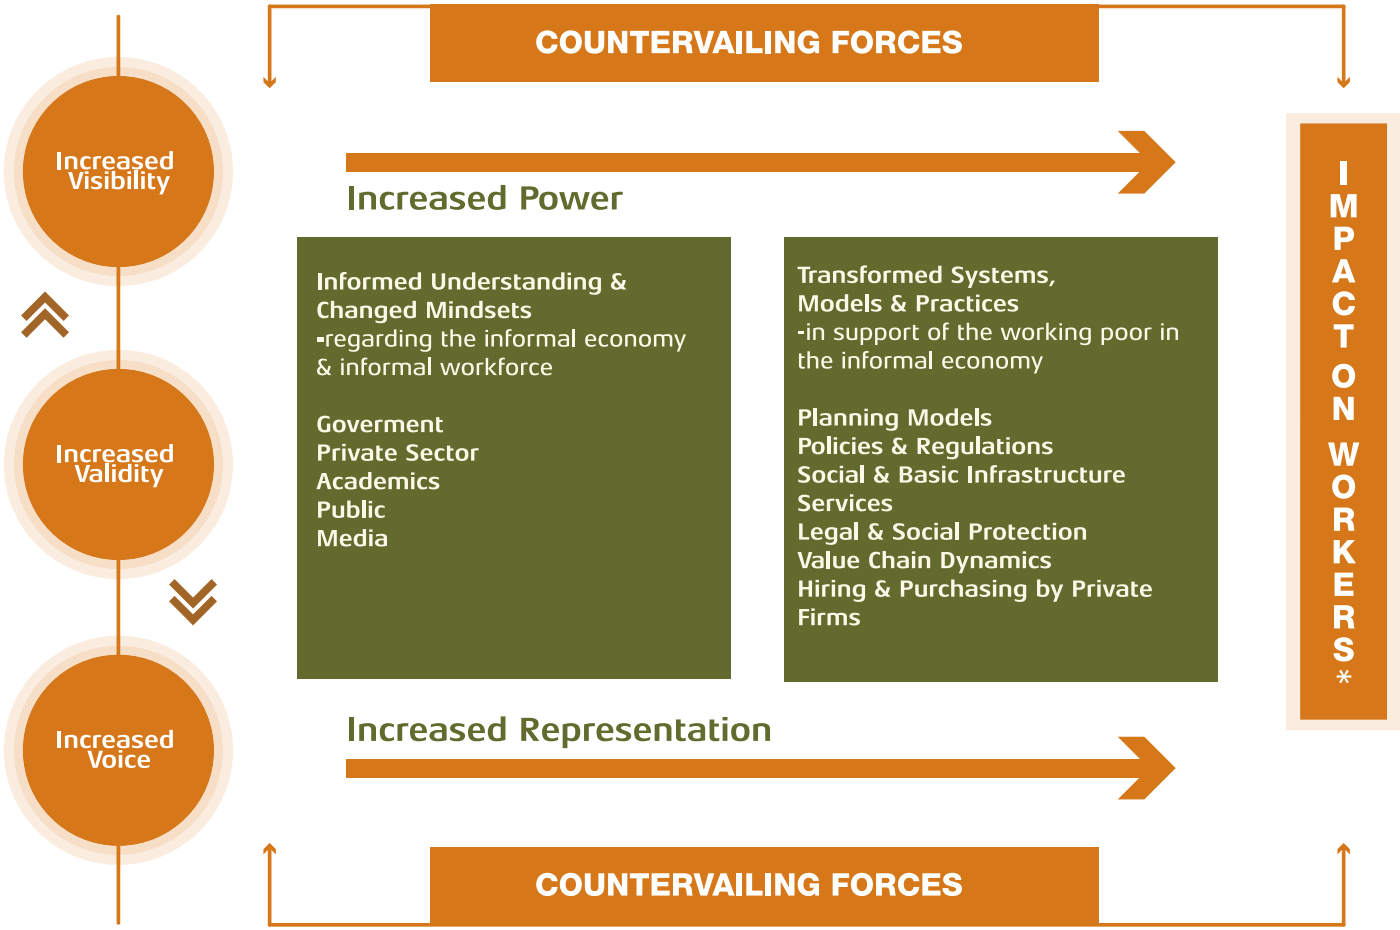 COUNTERVAILING FORCES
Increased
Visibility
Increased
Validity
Increased
Voice
Increased Power
Informed Understanding &
Changed Mindsets
-regarding the informal economy
& informal workforce
Goverment
Private Sector
Academics
Public
Media
Transformed Systems,
Models & Practices
-in support of the working poor in
the informal economy
Planning Models
Policies & Regulations
Social & Basic Infrastructure
Services
Legal & Social Protection
Value Chain Dynamics
Hiring & Purchasing by Private
Firms
Increased Representation
IMPACT ON WORKERS*
COUNTERVAILING FORCES